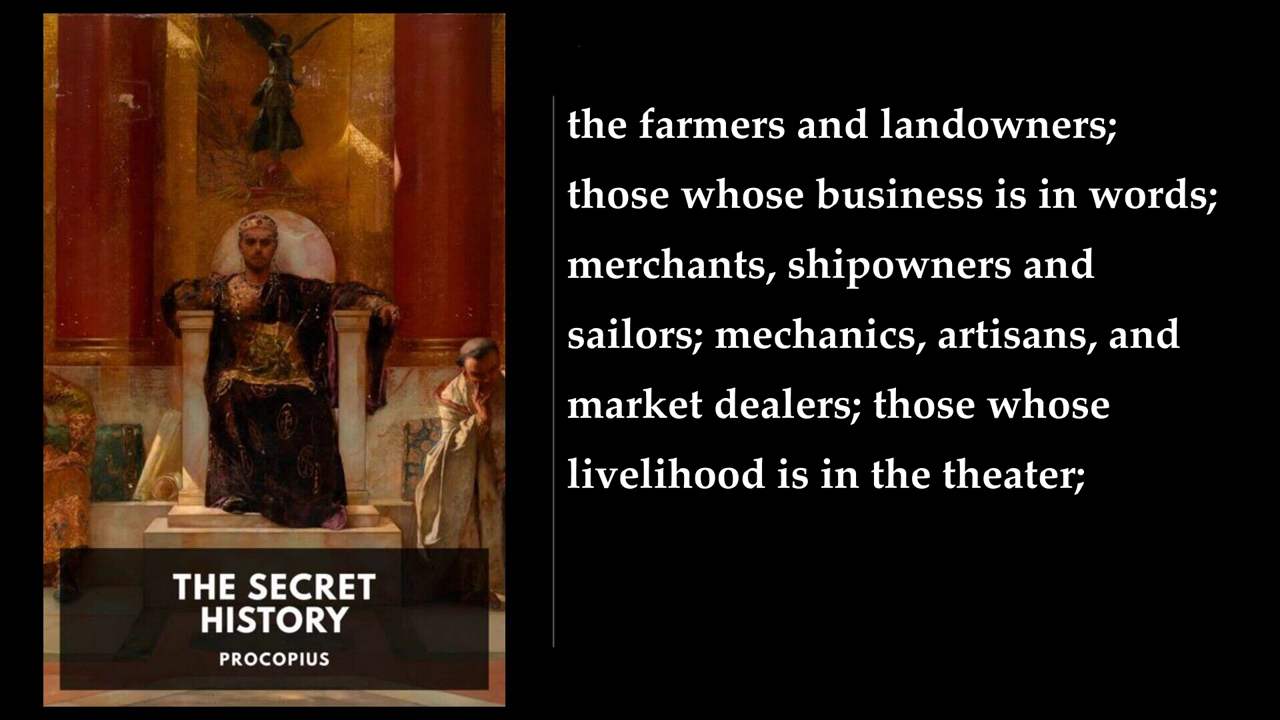 THE SECRET
HISTORY
PROCOPIUS
the farmers and landowners;
those whose business is in words;
merchants, shipowners and
sailors; mechanics, artisans, and
market dealers; those whose
livelihood is in the theater;